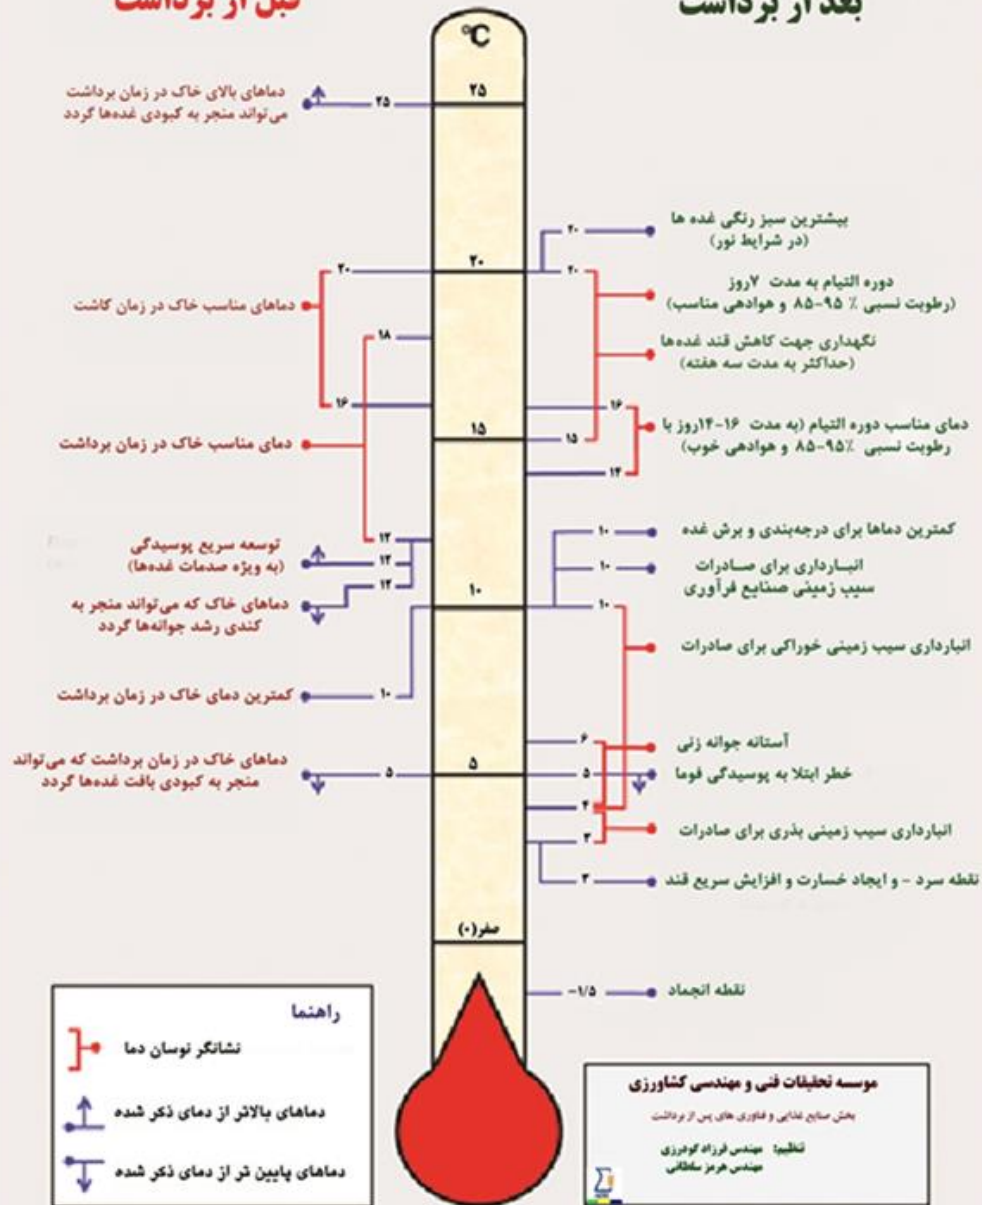 قبل از برداشت
بعد از برداشت
°C
۲۵
۲۰
۱۵
۱۰
۵
صفر(۰)
دماهای بالای خاک در زمان برداشت
می‌تواند منجر به کبودی غده‌ها گردد
۲۵
۲۰
دماهای مناسب خاک در زمان کاشت
۱۸
۱۶
دمای مناسب خاک در زمان برداشت
۱۲
توسعه سریع پوسیدگی
(به ویژه صدمات غده‌ها)
۱۲
۱۲
دماهای خاک که می‌تواند منجر به
کندی رشد جوانه‌ها گردد
کمترین دمای خاک در زمان برداشت
۱۰
دماهای خاک در زمان برداشت که می‌تواند
منجر به کبودی بافت غده‌ها گردد
۵
بیشترین سبز رنگی غده ها
(در شرایط نور)
۲۰
۲۰
دوره التیام به مدت ۷روز
(رطوبت نسبی % ۹۵-۸۵ و هوادهی مناسب)
نگهداری جهت کاهش قند غده‌ها
(حداکثر به مدت سه هفته)
۱۶
دمای مناسب دوره التیام (به مدت ۱۶-۱۴روز با
رطوبت نسبی %۹۵-۸۵ و هوادهی خوب)
۱۵
۱۴
کمترین دماها برای درجه‌بندی و برش غده
۱۰
انبـارداری برای صـادرات
سیب زمینی صنایع فرآوری
۱۰
۱۰
انبارداری سیب زمینی خوراکی برای صادرات
۶
آستانه جوانه زنی
۵
خطر ابتلا به پوسیدگی فوما
۴
انبارداری سیب زمینی بذری برای صادرات
۳
۳
نقطه سرد - و ایجاد خسارت و افزایش سریع قند
-۱/۵
نقطه انجماد
راهنما
نشانگر نوسان دما
دماهای بالاتر از دمای ذکر شده
دماهای پایین تر از دمای ذکر شده
موسسه تحقیقات فنی و مهندسی کشاورزی
بخش صنایع غذایی و فناوری های پس از برداشت
تنظیم: مهندس فرزاد گودرزی
مهندس هرمز سلطانی